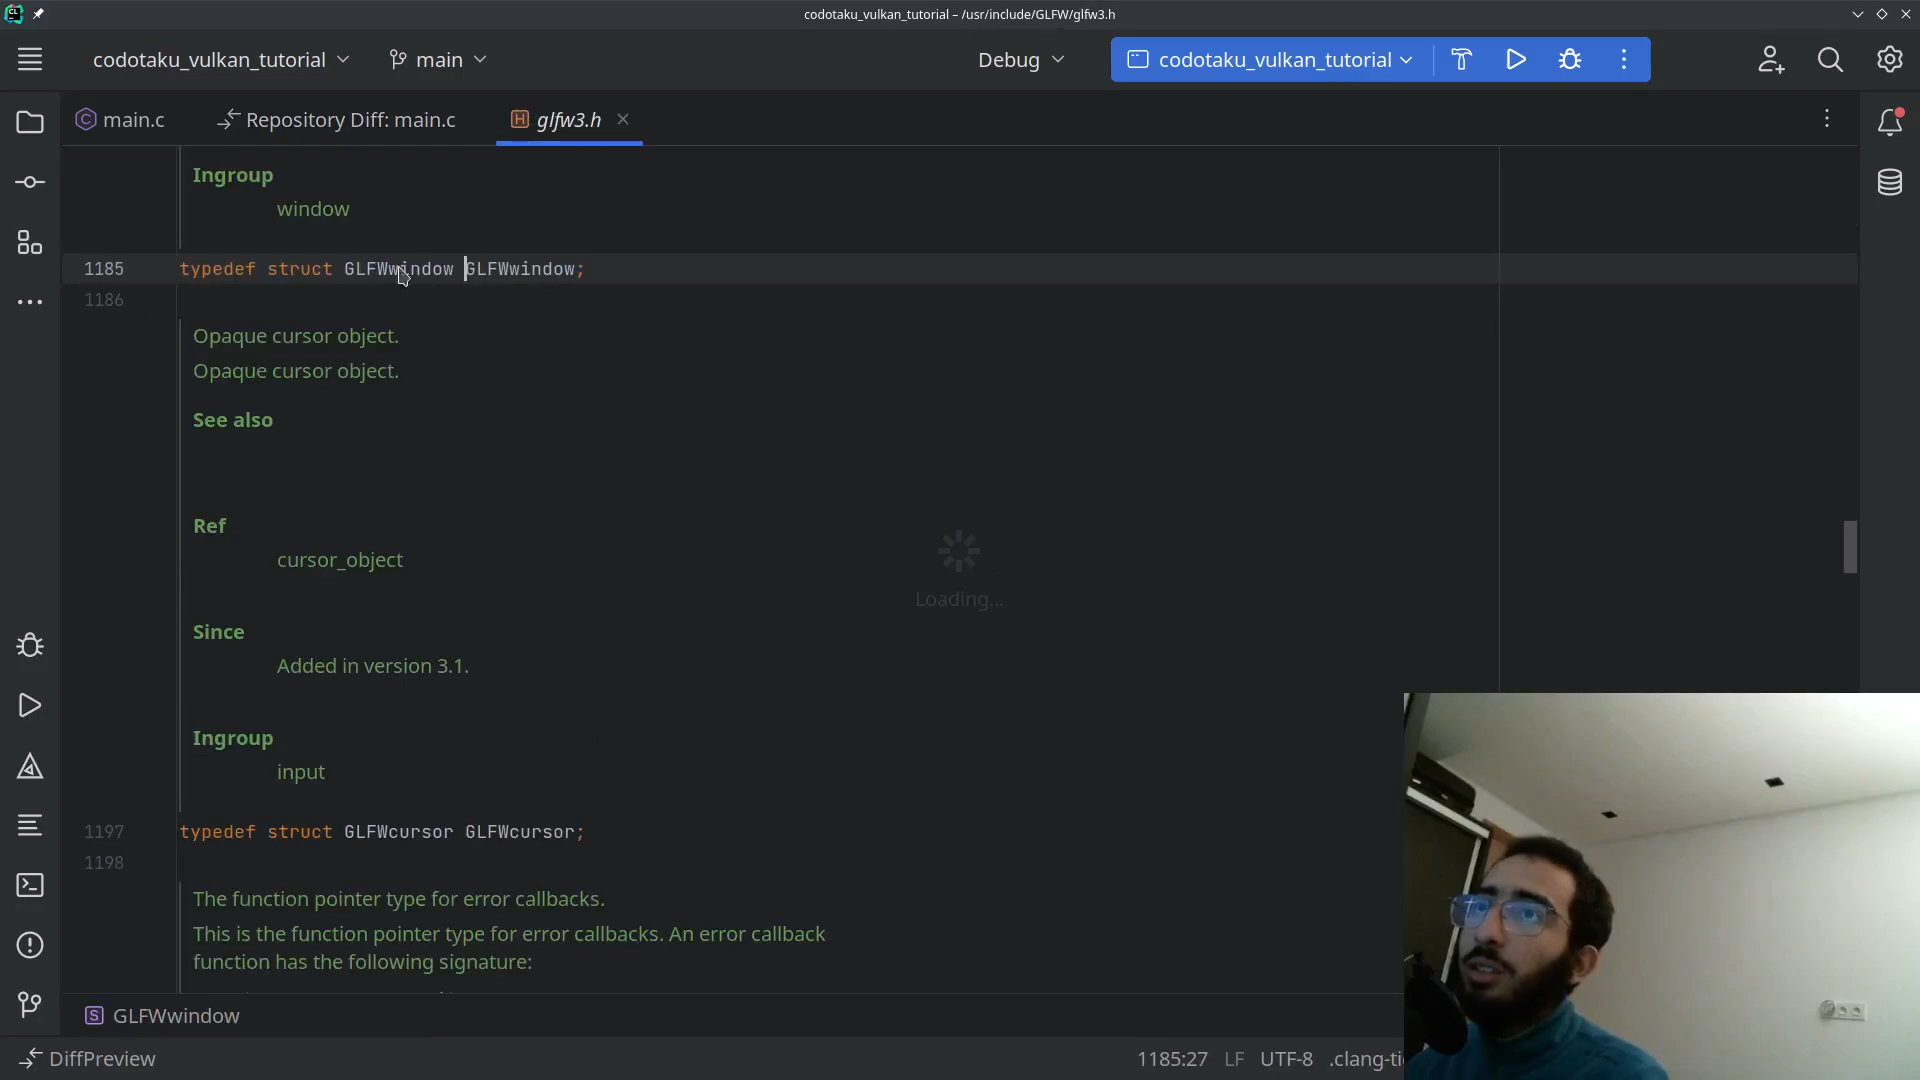 codotaku_vulkan_tutorial – /usr/include/GLFW/glfw3.h
codotaku_vulkan_tutorial
main
Debug
codotaku_vulkan_tutorial
main.c
Repository Diff: main.c
glfw3.h
Ingroup
window
1185 typedef struct GLFWwindow GLFWwindow;
1186
Opaque cursor object.
Opaque cursor object.
See also
Ref
cursor_object
Loading...
Since
Added in version 3.1.
Ingroup
input
1197 typedef struct GLFWcursor GLFWcursor;
1198
The function pointer type for error callbacks.
This is the function pointer type for error callbacks. An error callback
function has the following signature:
S GLFWwindow
DiffPreview
1185:27 LF UTF-8 .clang-ti